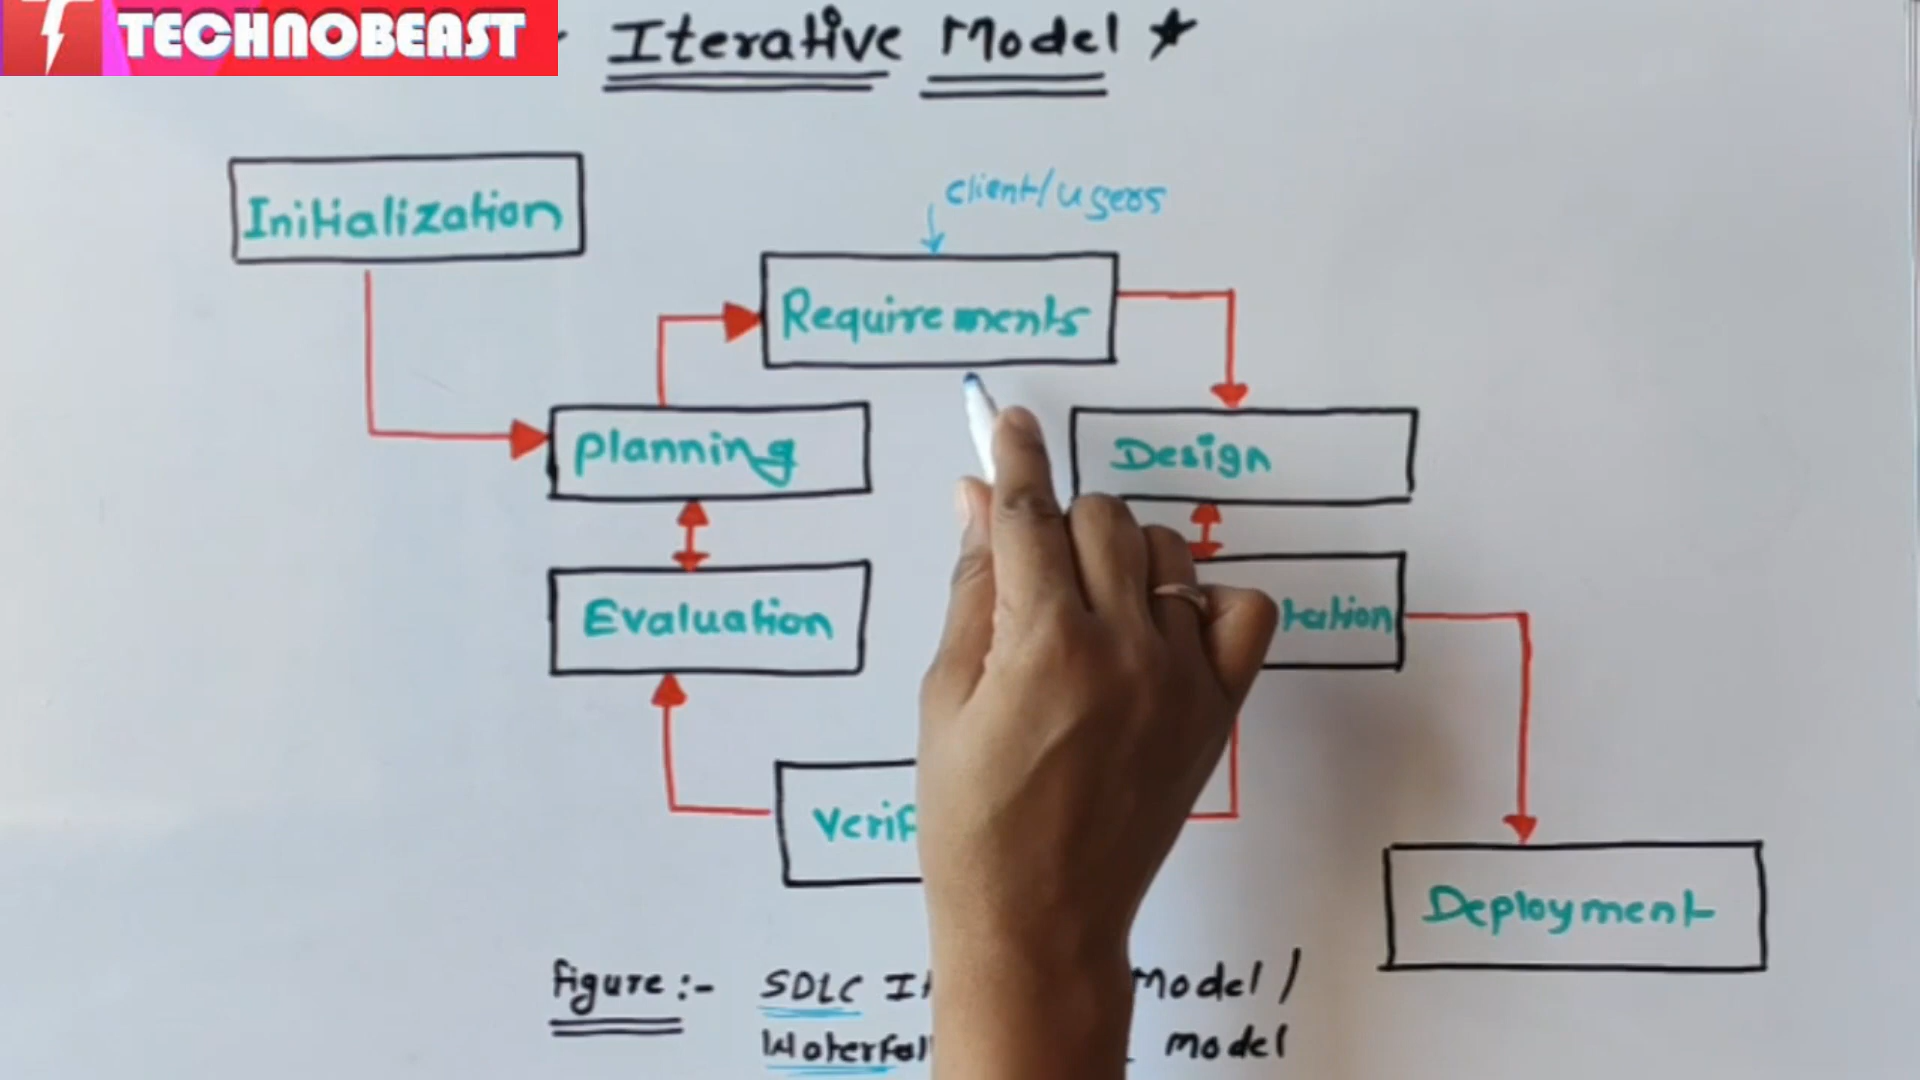 TECHNOBEAST
Iterative Model ★
client/users
Initialization
Requirements
planning
Design
Evaluation
Deployment
figure :- SDLC Model /
model